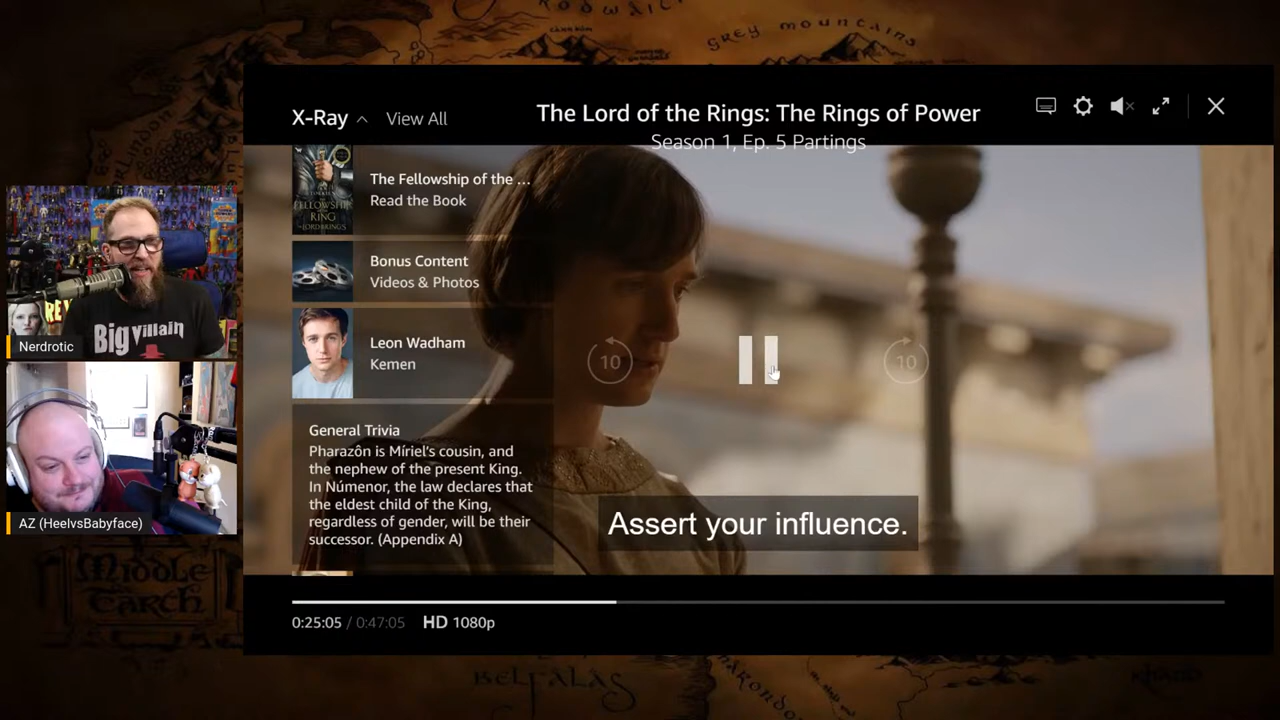 GREY MOUNTAINS
X-Ray
View All
The Lord of the Rings: The Rings of Power
Season 1, Ep. 5 Partings
The Fellowship of the ...
Read the Book
FELLOWSHIP
OF THE
RING
Bonus Content
Videos & Photos
Leon Wadham
Kemen
10
10
General Trivia
Pharazôn is Míriel's cousin, and
the nephew of the present King.
In Númenor, the law declares that
the eldest child of the King,
regardless of gender, will be their
successor. (Appendix A)
Assert your influence.
0:25:05 / 0:47:05 HD 1080p
Big Villain
Nerdrotic
AZ (HeelvsBabyface)
MIDDLE
EARTH
BELFALAS